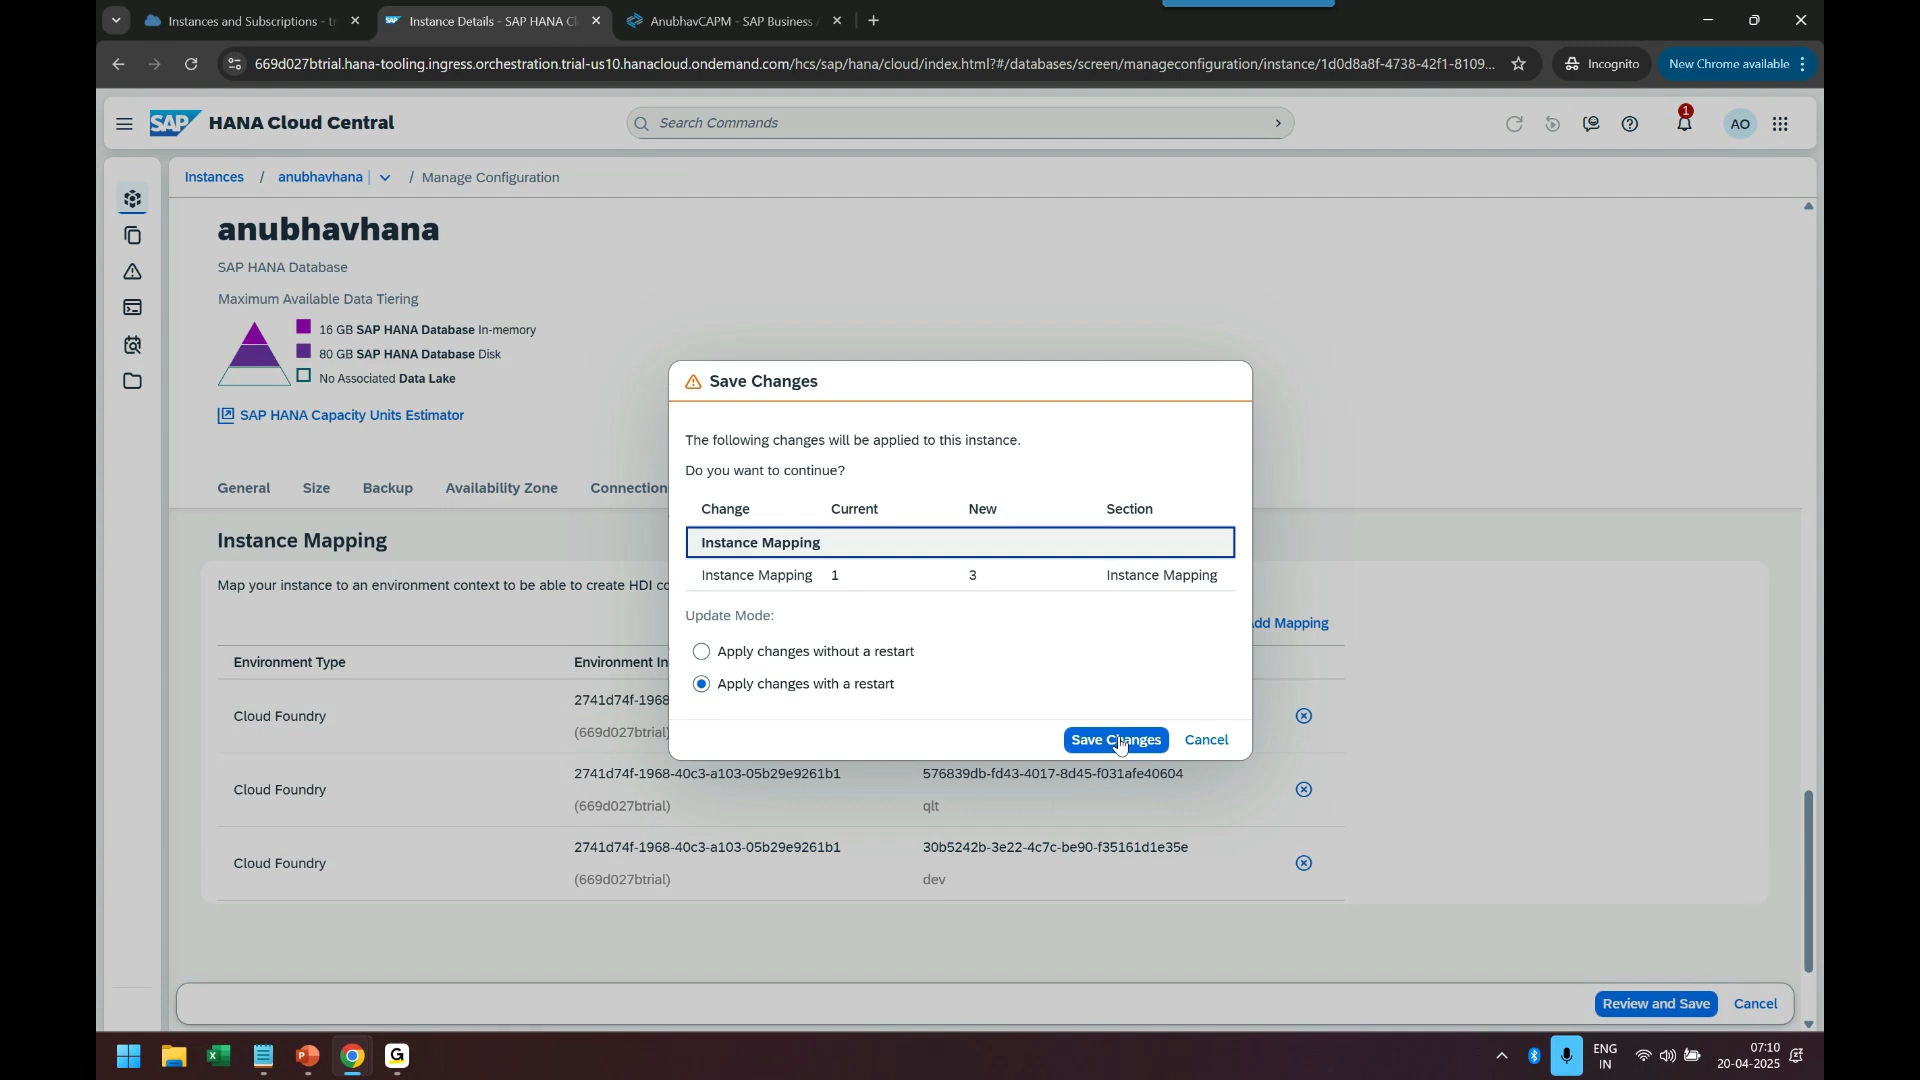 Instances and Subscriptions - tr
Instance Details - SAP HANA Cl
AnubhavCAPM - SAP Business A
669d027btrial.hana-tooling.ingress.orchestration.trial-us10.hanacloud.ondemand.com/hcs/sap/hana/cloud/index.html?#/databases/screen/manageconfiguration/instance/1d0d8a8f-4738-42f1-8109...
Incognito
New Chrome available
SAP HANA Cloud Central
Search Commands
1
AO
Instances / anubhavhana / Manage Configuration
anubhavhana
SAP HANA Database
Maximum Available Data Tiering
16 GB SAP HANA Database In-memory
80 GB SAP HANA Database Disk
No Associated Data Lake
SAP HANA Capacity Units Estimator
General Size Backup Availability Zone Connection
Instance Mapping
Map your instance to an environment context to be able to create HDI co
dd Mapping
Environment Type Environment In
Cloud Foundry
2741d74f-1968
(669d027btrial)
Cloud Foundry
2741d74f-1968-40c3-a103-05b29e9261b1
(669d027btrial)
576839db-fd43-4017-8d45-f031afe40604
qlt
Cloud Foundry
2741d74f-1968-40c3-a103-05b29e9261b1
(669d027btrial)
30b5242b-3e22-4c7c-be90-f35161d1e35e
dev
Save Changes
The following changes will be applied to this instance.
Do you want to continue?
Change Current New Section
Instance Mapping
Instance Mapping 1 3 Instance Mapping
Update Mode:
Apply changes without a restart
Apply changes with a restart
Save Changes Cancel
Review and Save Cancel
ENG
IN
07:10
20-04-2025